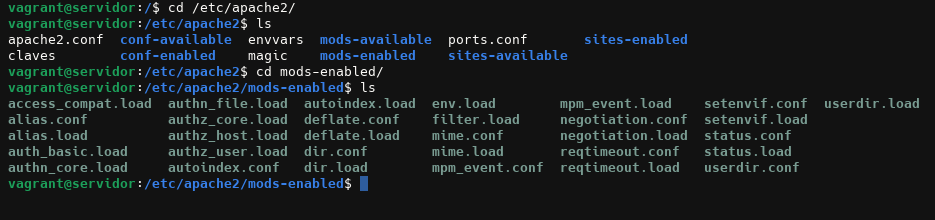 vagrant@servidor:/$ cd /etc/apache2/
vagrant@servidor:/etc/apache2$ ls
apache2.conf  conf-available  envvars  mods-available  ports.conf       sites-enabled
claves        conf-enabled    magic    mods-enabled    sites-available
vagrant@servidor:/etc/apache2$ cd mods-enabled/
vagrant@servidor:/etc/apache2/mods-enabled$ ls
access_compat.load  authn_file.load  autoindex.load  env.load        mpm_event.load    setenvif.conf  userdir.load
alias.conf          authz_core.load  deflate.conf    filter.load     negotiation.conf  setenvif.load
alias.load          authz_host.load  deflate.load    mime.conf       negotiation.load  status.conf
auth_basic.load     authz_user.load  dir.conf        mime.load       reqtimeout.conf   status.load
authn_core.load     autoindex.conf   dir.load        mpm_event.conf  reqtimeout.load   userdir.conf
vagrant@servidor:/etc/apache2/mods-enabled$